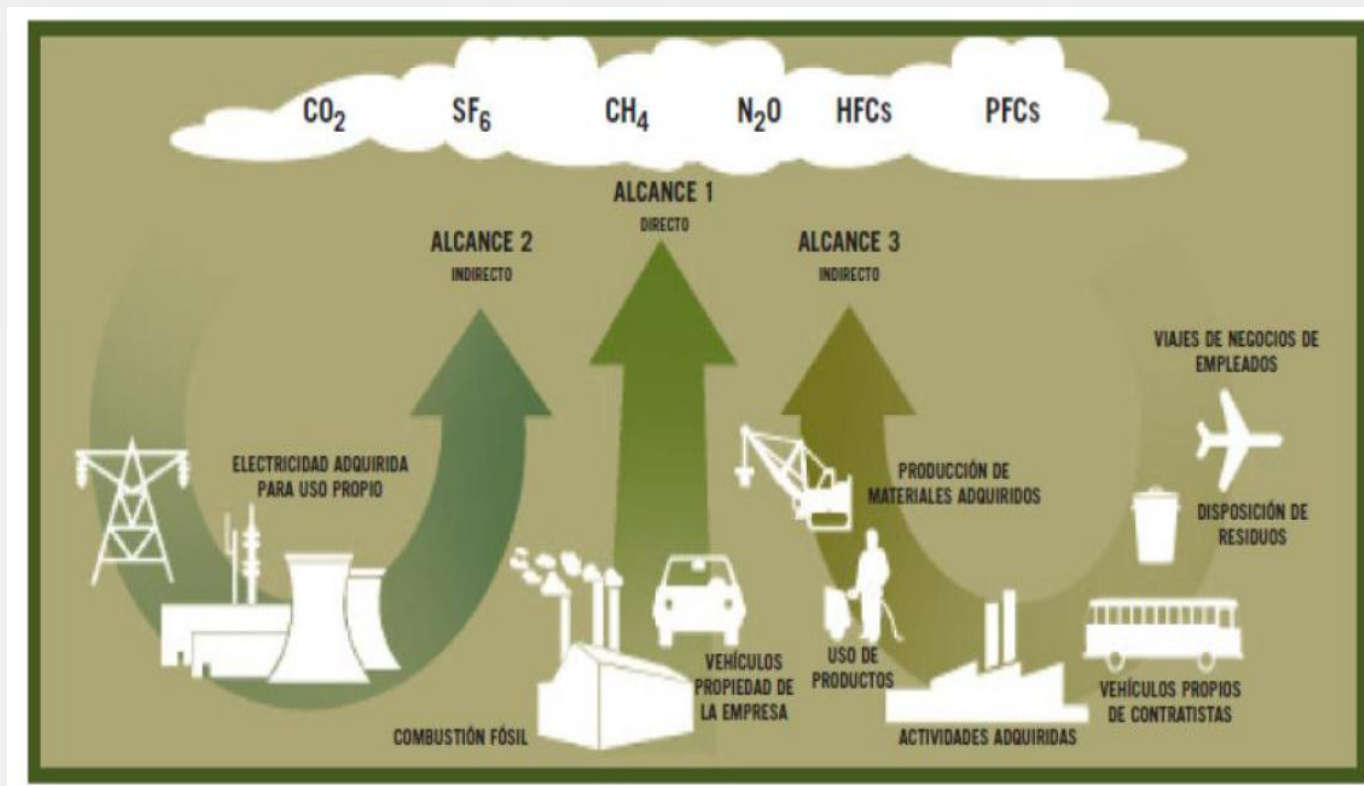 CO₂ SF₆ CH₄ N₂O HFCs PFCs
ALCANCE 1
DIRECTO
ALCANCE 2
INDIRECTO
ALCANCE 3
INDIRECTO
VIAJES DE NEGOCIOS DE
EMPLEADOS
ELECTRICIDAD ADQUIRIDA
PARA USO PROPIO
PRODUCCIÓN DE
MATERIALES ADQUIRIDOS
DISPOSICIÓN DE
RESIDUOS
COMBUSTIÓN FÓSIL
VEHÍCULOS
PROPIEDAD DE
LA EMPRESA
USO DE
PRODUCTOS
ACTIVIDADES ADQUIRIDAS
VEHÍCULOS PROPIOS
DE CONTRATISTAS